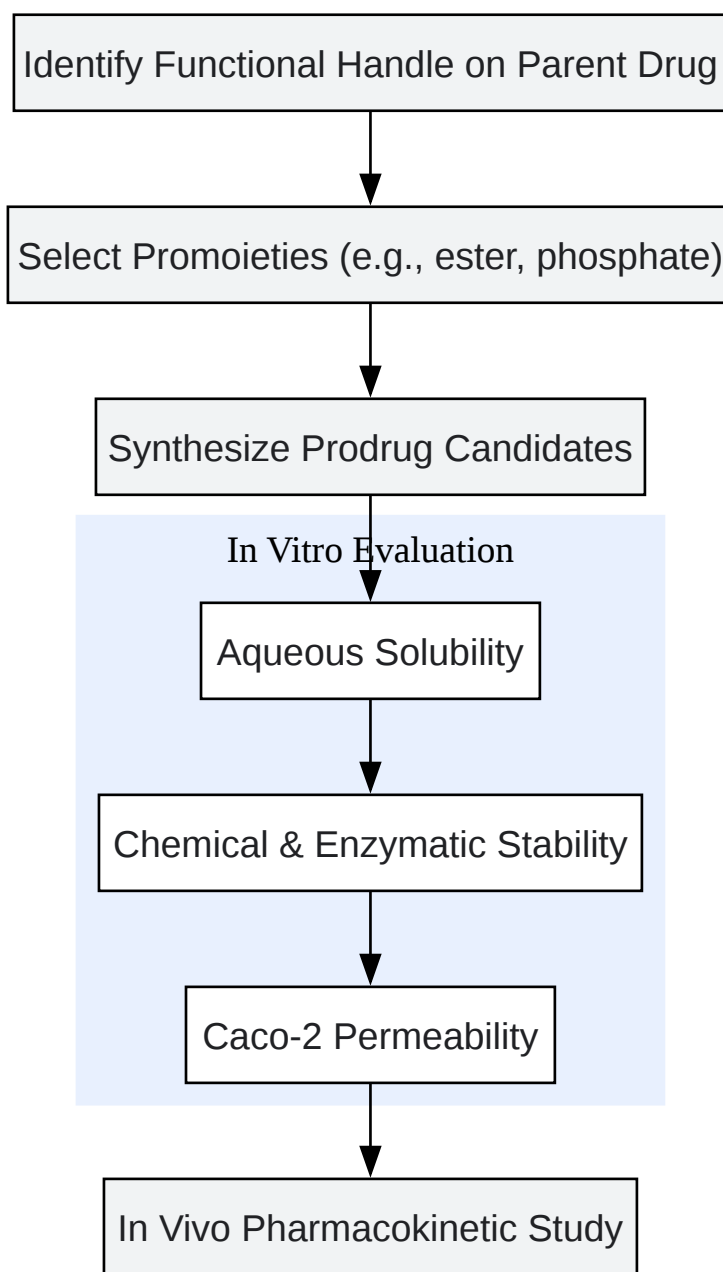 Identify Functional Handle on Parent Drug
Select Promoieties (e.g., ester, phosphate)
Synthesize Prodrug Candidates
In Vitro Evaluation
Aqueous Solubility
Chemical & Enzymatic Stability
Caco-2 Permeability
In Vivo Pharmacokinetic Study